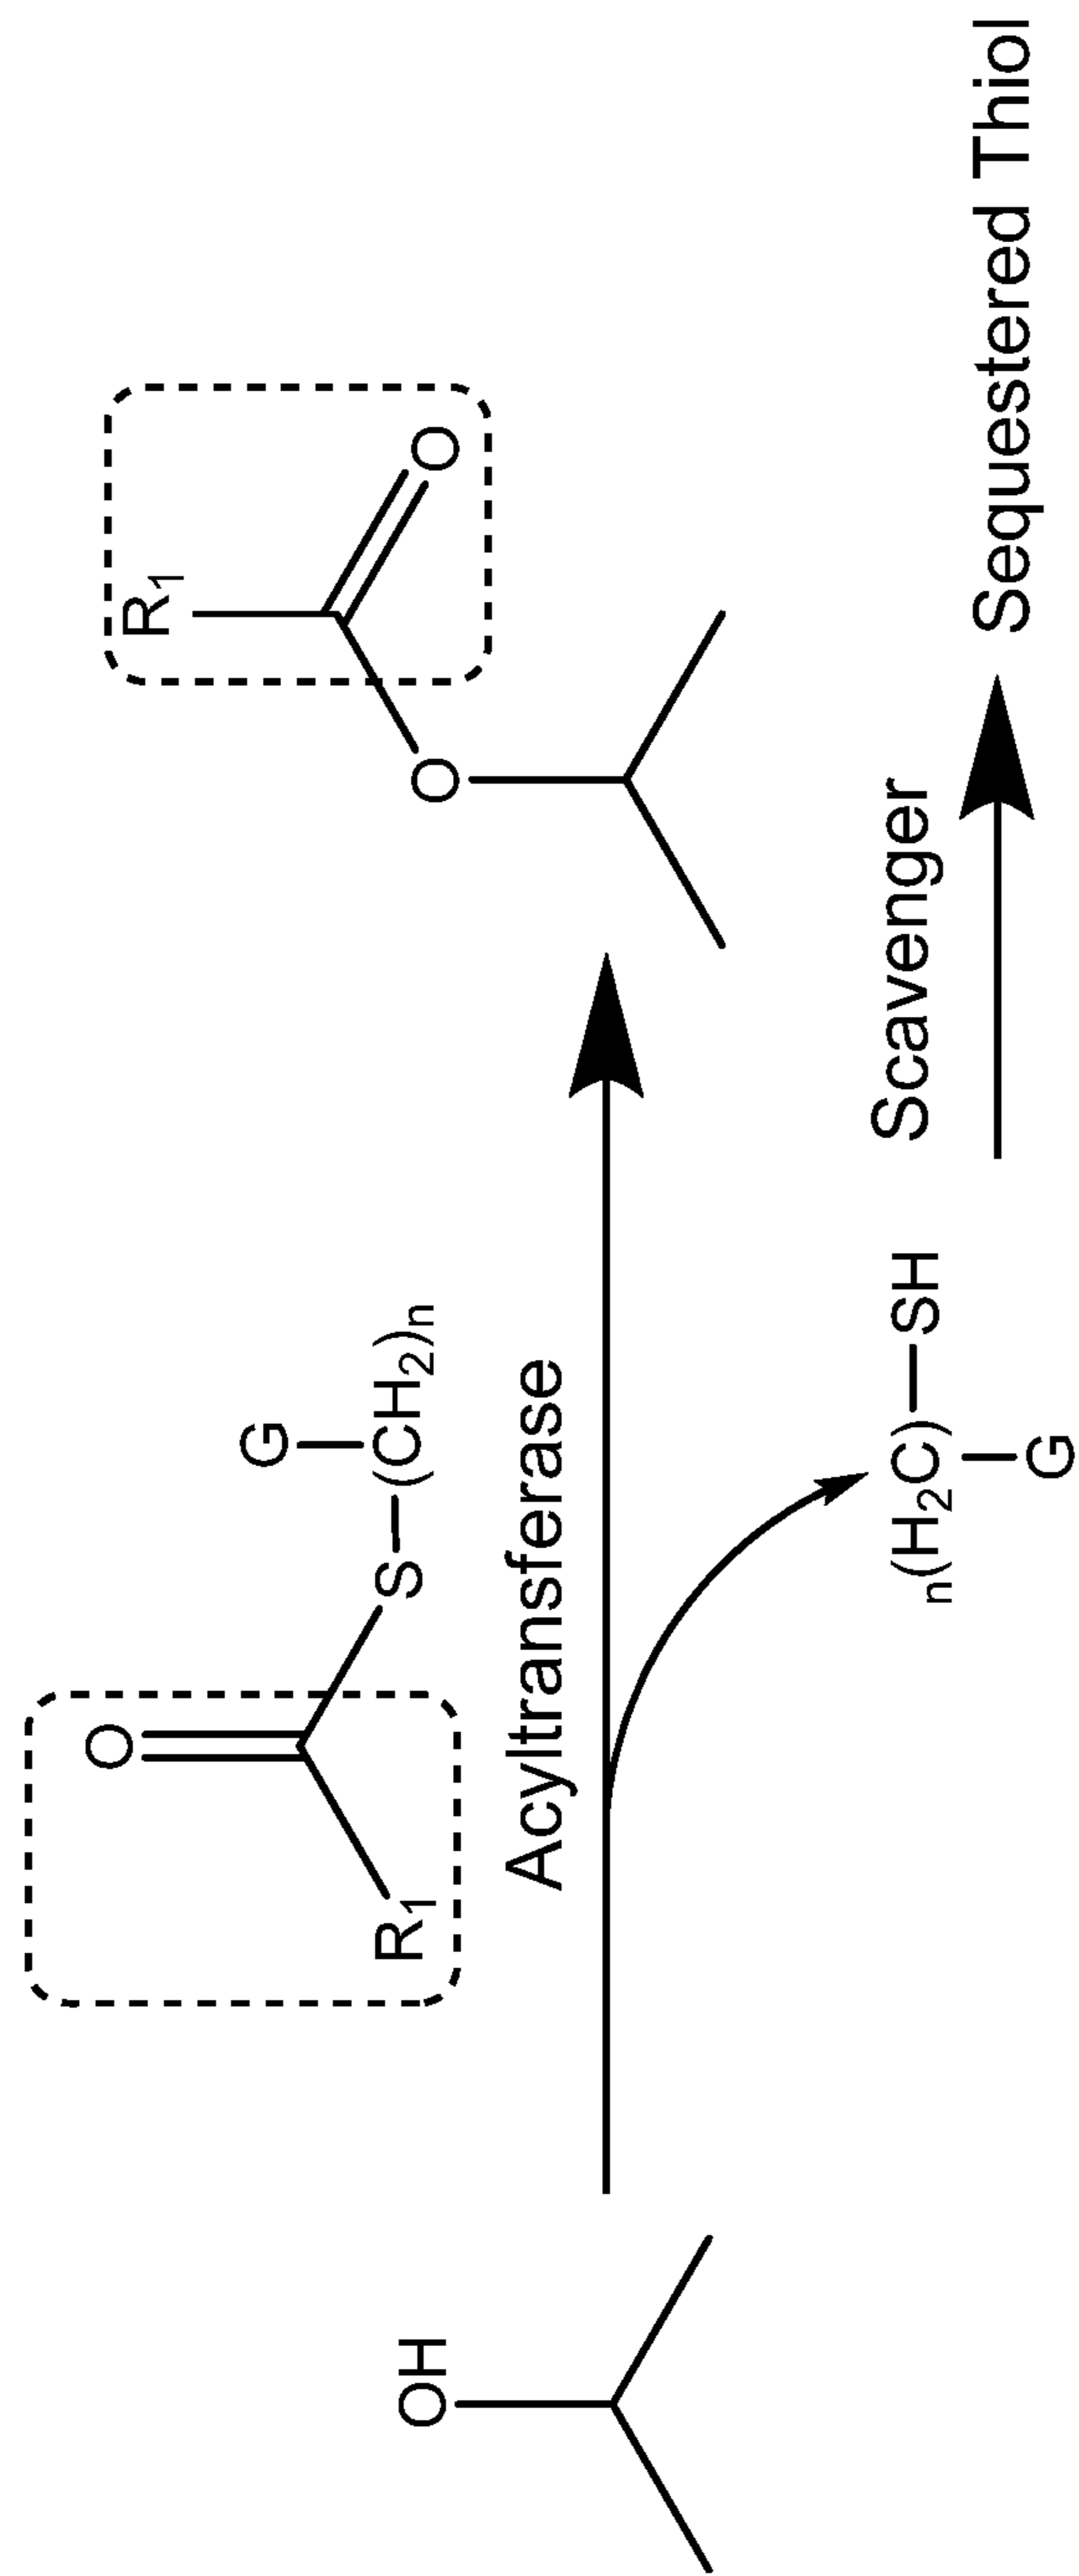 OH
O
R1
S
(CH2)n
G
Acyltransferase
n(H2C)
SH
G
Scavenger
Sequestered Thiol
R1
O
O